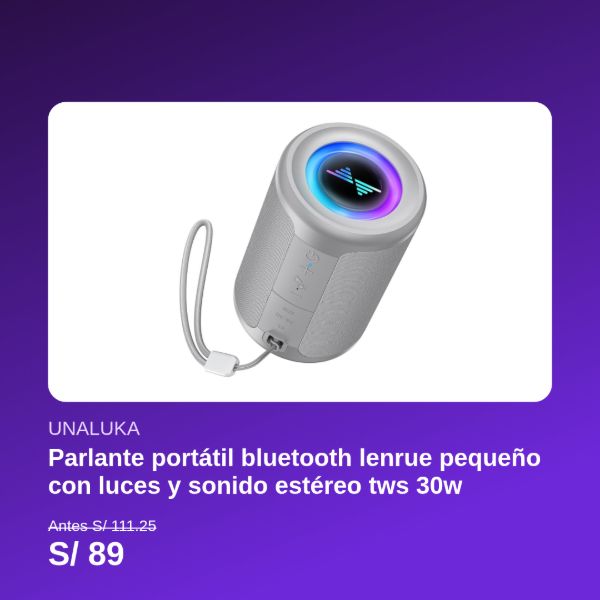 UNALUKA
Parlante portátil bluetooth lenrue pequeño
con luces y sonido estéreo tws 30w
Antes S/ 111.25
S/ 89